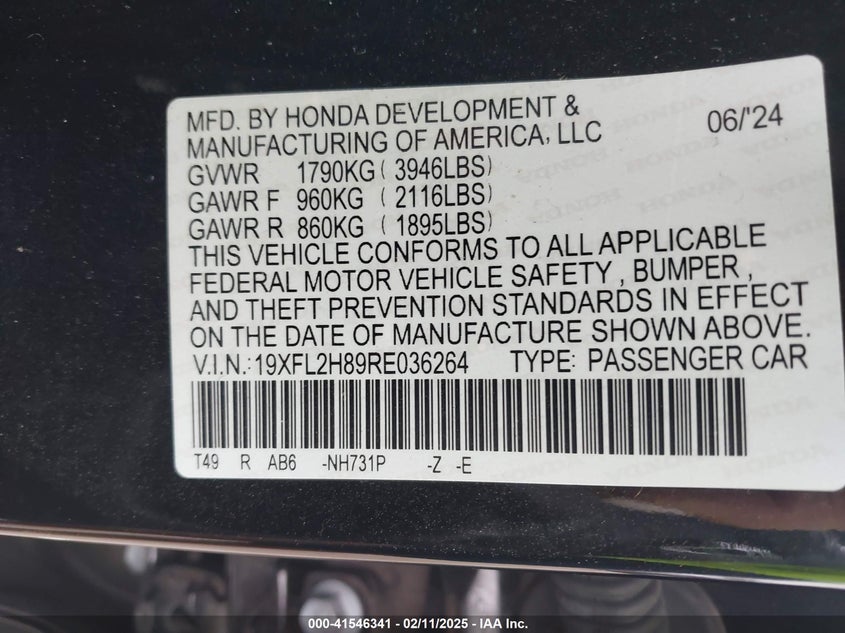 MFD. BY HONDA DEVELOPMENT &
MANUFACTURING OF AMERICA, LLC 06/'24
GVWR 1790KG ( 3946LBS)
GAWR F 960KG ( 2116LBS)
GAWR R 860KG ( 1895LBS)
THIS VEHICLE CONFORMS TO ALL APPLICABLE
FEDERAL MOTOR VEHICLE SAFETY , BUMPER ,
AND THEFT PREVENTION STANDARDS IN EFFECT
ON THE DATE OF MANUFACTURE SHOWN ABOVE.
V.I.N.:19XFL2H89RE036264 TYPE: PASSENGER CAR
T49 R AB6 -NH731P -Z -E
000-41546341 - 02/11/2025 - IAA Inc.